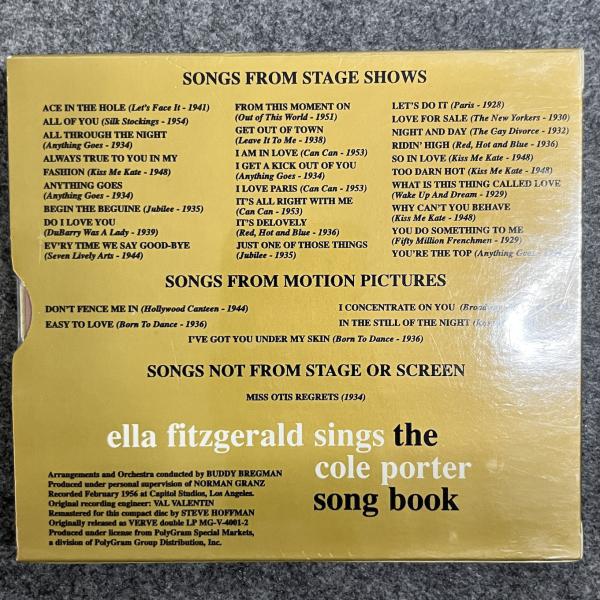 SONGS FROM STAGE SHOWS
ACE IN THE HOLE (Let's Face It - 1941)
ALL OF YOU (Silk Stockings - 1954)
ALL THROUGH THE NIGHT
(Anything Goes - 1934)
ALWAYS TRUE TO YOU IN MY
FASHION (Kiss Me Kate - 1948)
ANYTHING GOES
(Anything Goes - 1934)
BEGIN THE BEGUINE (Jubilee - 1935)
DO I LOVE YOU
(DuBarry Was A Lady - 1939)
EV'RY TIME WE SAY GOOD-BYE
(Seven Lively Arts - 1944)
FROM THIS MOMENT ON
(Out of This World - 1951)
GET OUT OF TOWN
(Leave It To Me - 1938)
I AM IN LOVE (Can Can - 1953)
I GET A KICK OUT OF YOU
(Anything Goes - 1934)
I LOVE PARIS (Can Can - 1953)
IT'S ALL RIGHT WITH ME
(Can Can - 1953)
IT'S DELOVELY
(Red, Hot and Blue - 1936)
JUST ONE OF THOSE THINGS
(Jubilee - 1935)
LET'S DO IT (Paris - 1928)
LOVE FOR SALE (The New Yorkers - 1930)
NIGHT AND DAY (The Gay Divorce - 1932)
RIDIN' HIGH (Red, Hot and Blue - 1936)
SO IN LOVE (Kiss Me Kate - 1948)
TOO DARN HOT (Kiss Me Kate - 1948)
WHAT IS THIS THING CALLED LOVE
(Wake Up And Dream - 1929)
WHY CAN'T YOU BEHAVE
(Kiss Me Kate - 1948)
YOU DO SOMETHING TO ME
(Fifty Million Frenchmen - 1929)
YOU'RE THE TOP (Anything Goes
SONGS FROM MOTION PICTURES
DON'T FENCE ME IN (Hollywood Canteen - 1944)
I CONCENTRATE ON YOU
EASY TO LOVE (Born To Dance - 1936)
IN THE STILL OF THE NIGHT
I'VE GOT YOU UNDER MY SKIN (Born To Dance - 1936)
SONGS NOT FROM STAGE OR SCREEN
MISS OTIS REGRETS (1934)
ella fitzgerald sings the
cole porter
song book
Arrangements and Orchestra conducted by BUDDY BREGMAN
Produced under personal supervision of NORMAN GRANZ
Recorded February 1956 at Capitol Studios, Los Angeles.
Original recording engineer: VAL VALENTIN
Remastered for this compact disc by STEVE HOFFMAN
Originally released as VERVE double LP MG-V-4001-2
Produced under license from PolyGram Special Markets,
a division of PolyGram Group Distribution, Inc.